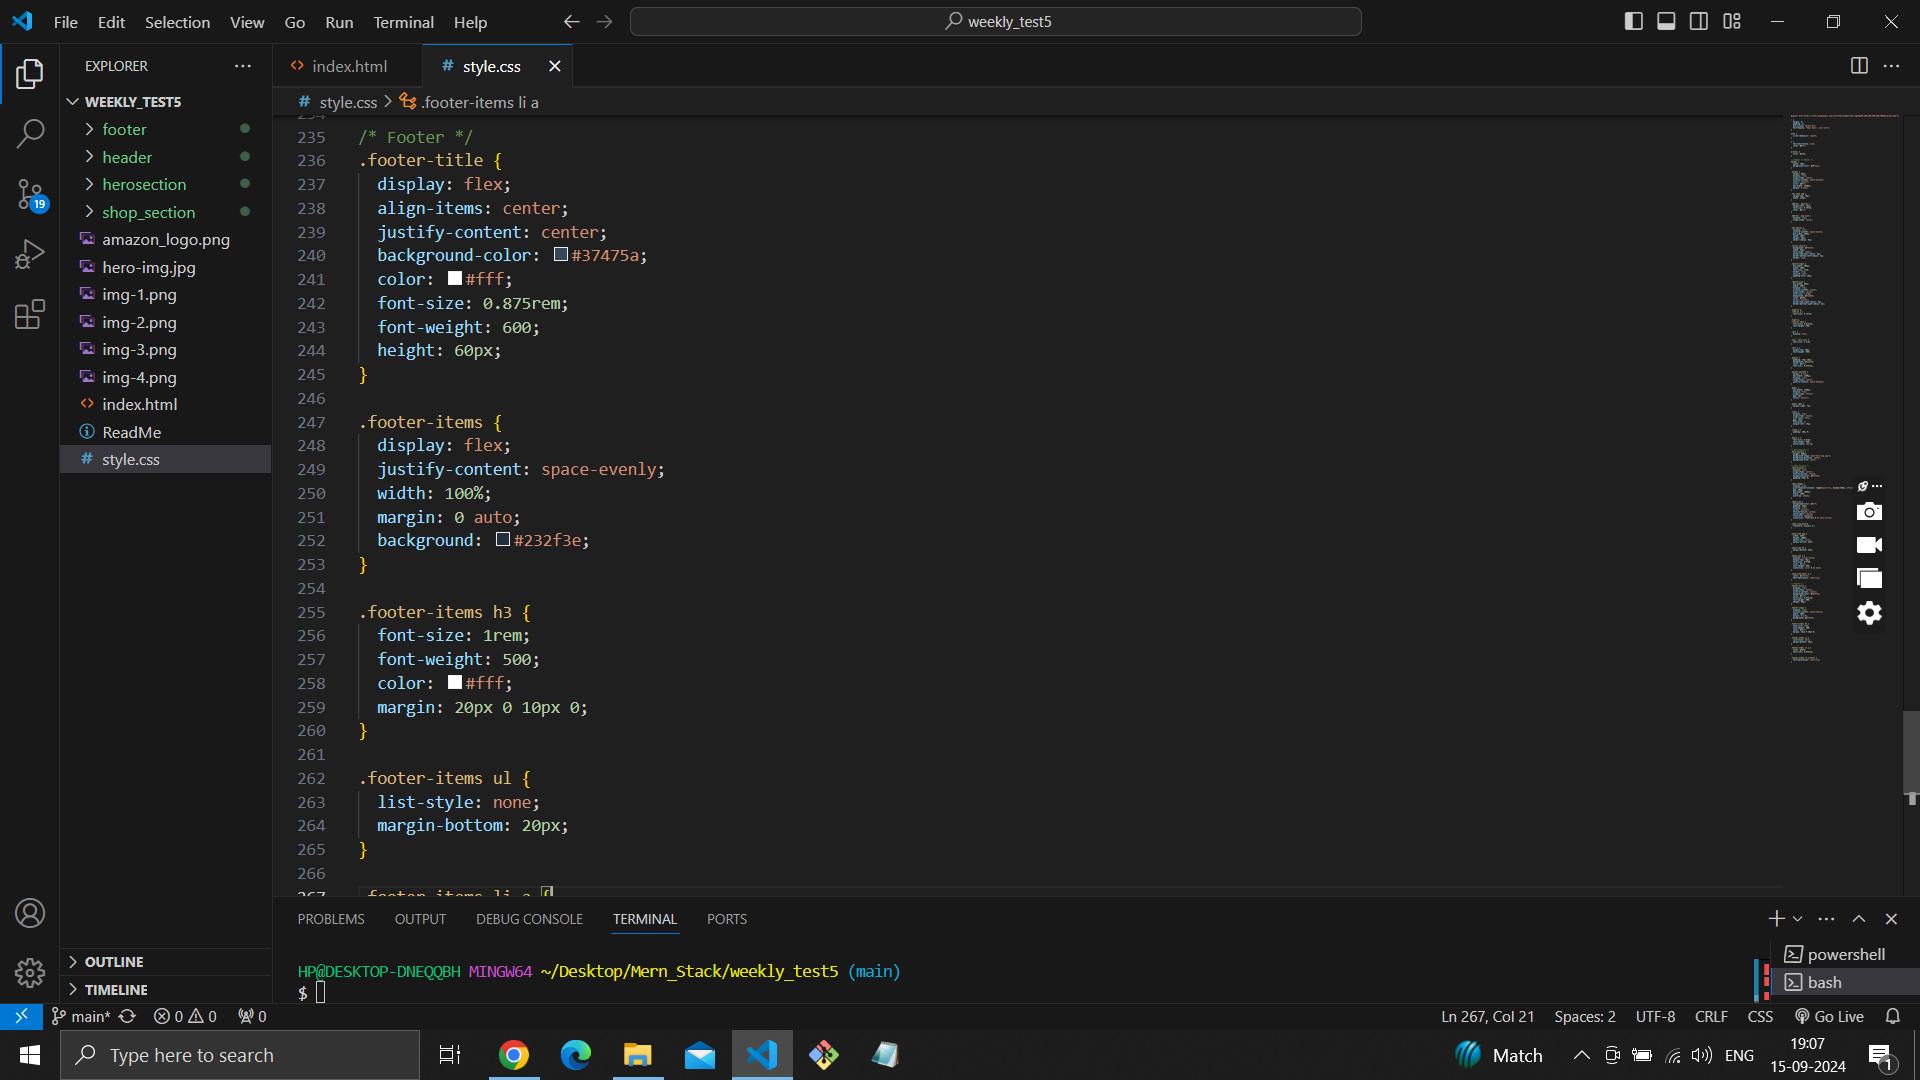 File Edit Selection View Go Run Terminal Help
weekly_test5
EXPLORER
index.html
style.css
WEEKLY_TEST5
footer
header
herosection
shop_section
amazon_logo.png
hero-img.jpg
img-1.png
img-2.png
img-3.png
img-4.png
index.html
ReadMe
style.css
OUTLINE
TIMELINE
style.css > .footer-items li a
234
235 /* Footer */
236 .footer-title {
237 display: flex;
238 align-items: center;
239 justify-content: center;
240 background-color: #37475a;
241 color: #fff;
242 font-size: 0.875rem;
243 font-weight: 600;
244 height: 60px;
245 }
246
247 .footer-items {
248 display: flex;
249 justify-content: space-evenly;
250 width: 100%;
251 margin: 0 auto;
252 background: #232f3e;
253 }
254
255 .footer-items h3 {
256 font-size: 1rem;
257 font-weight: 500;
258 color: #fff;
259 margin: 20px 0 10px 0;
260 }
261
262 .footer-items ul {
263 list-style: none;
264 margin-bottom: 20px;
265 }
266
267 .footer-items li a {
PROBLEMS OUTPUT DEBUG CONSOLE TERMINAL PORTS
HP@DESKTOP-DNEQQBH MINGW64 ~/Desktop/Mern_Stack/weekly_test5 (main)
$
powershell
bash
19
main* 0 0 0
Ln 267, Col 21 Spaces: 2 UTF-8 CRLF CSS Go Live
Type here to search
Match
ENG
19:07
15-09-2024
1